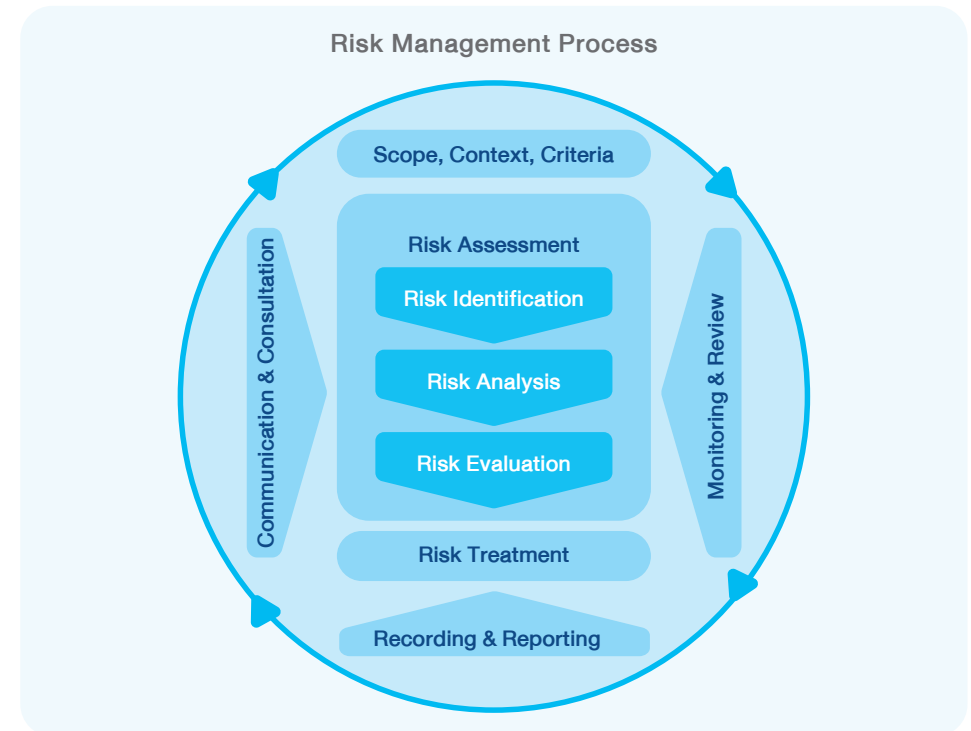 Risk Management Process
Scope, Context, Criteria
Communication & Consultation
Risk Assessment
Risk Identification
Risk Analysis
Risk Evaluation
Monitoring & Review
Risk Treatment
Recording & Reporting